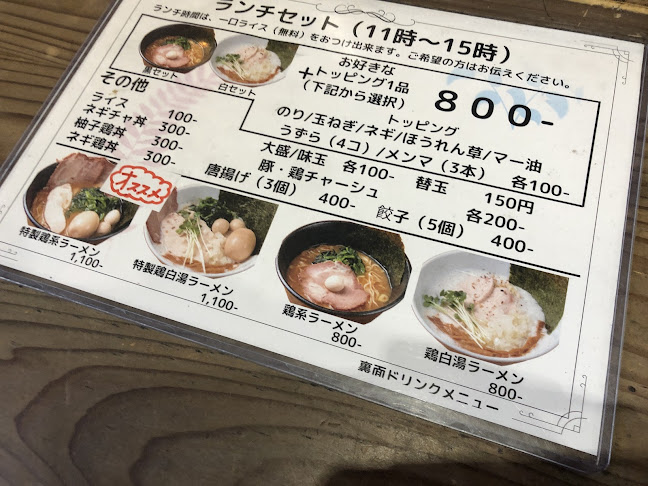 ランチセット (11時～15時)
ランチ時間は、一口ライス(無料)をおつけ出来ます。ご希望の方はお伝えください。
黒セット
白セット
お好きな
+トッピング1品
(下記から選択)
800-
その他
ライス 100-
ネギチャ丼 300-
柚子鶏丼 300-
ネギ鶏丼 300-
トッピング
のり/玉ねぎ/ネギ/ほうれん草/マー油
うずら(4コ)/メンマ(3本) 各100-
大盛/味玉 各100- 替玉 150円
豚・鶏チャーシュ 各200-
唐揚げ(3個) 400- 餃子(5個) 400-
オススメ
特製鶏系ラーメン
1,100-
特製鶏白湯ラーメン
1,100-
鶏系ラーメン
800-
鶏白湯ラーメン
800-
裏面ドリンクメニュー